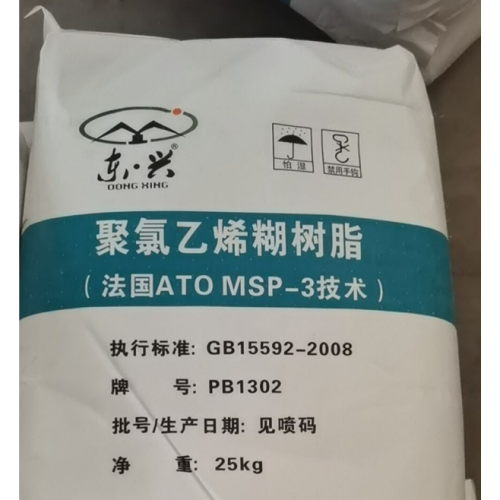 东兴®
DONG XING
怕湿
禁用手钩
聚氯乙烯糊树脂
(法国ATO MSP-3技术)
执行标准: GB15592-2008
牌 号: PB1302
批号/生产日期: 见喷码
净 重: 25kg